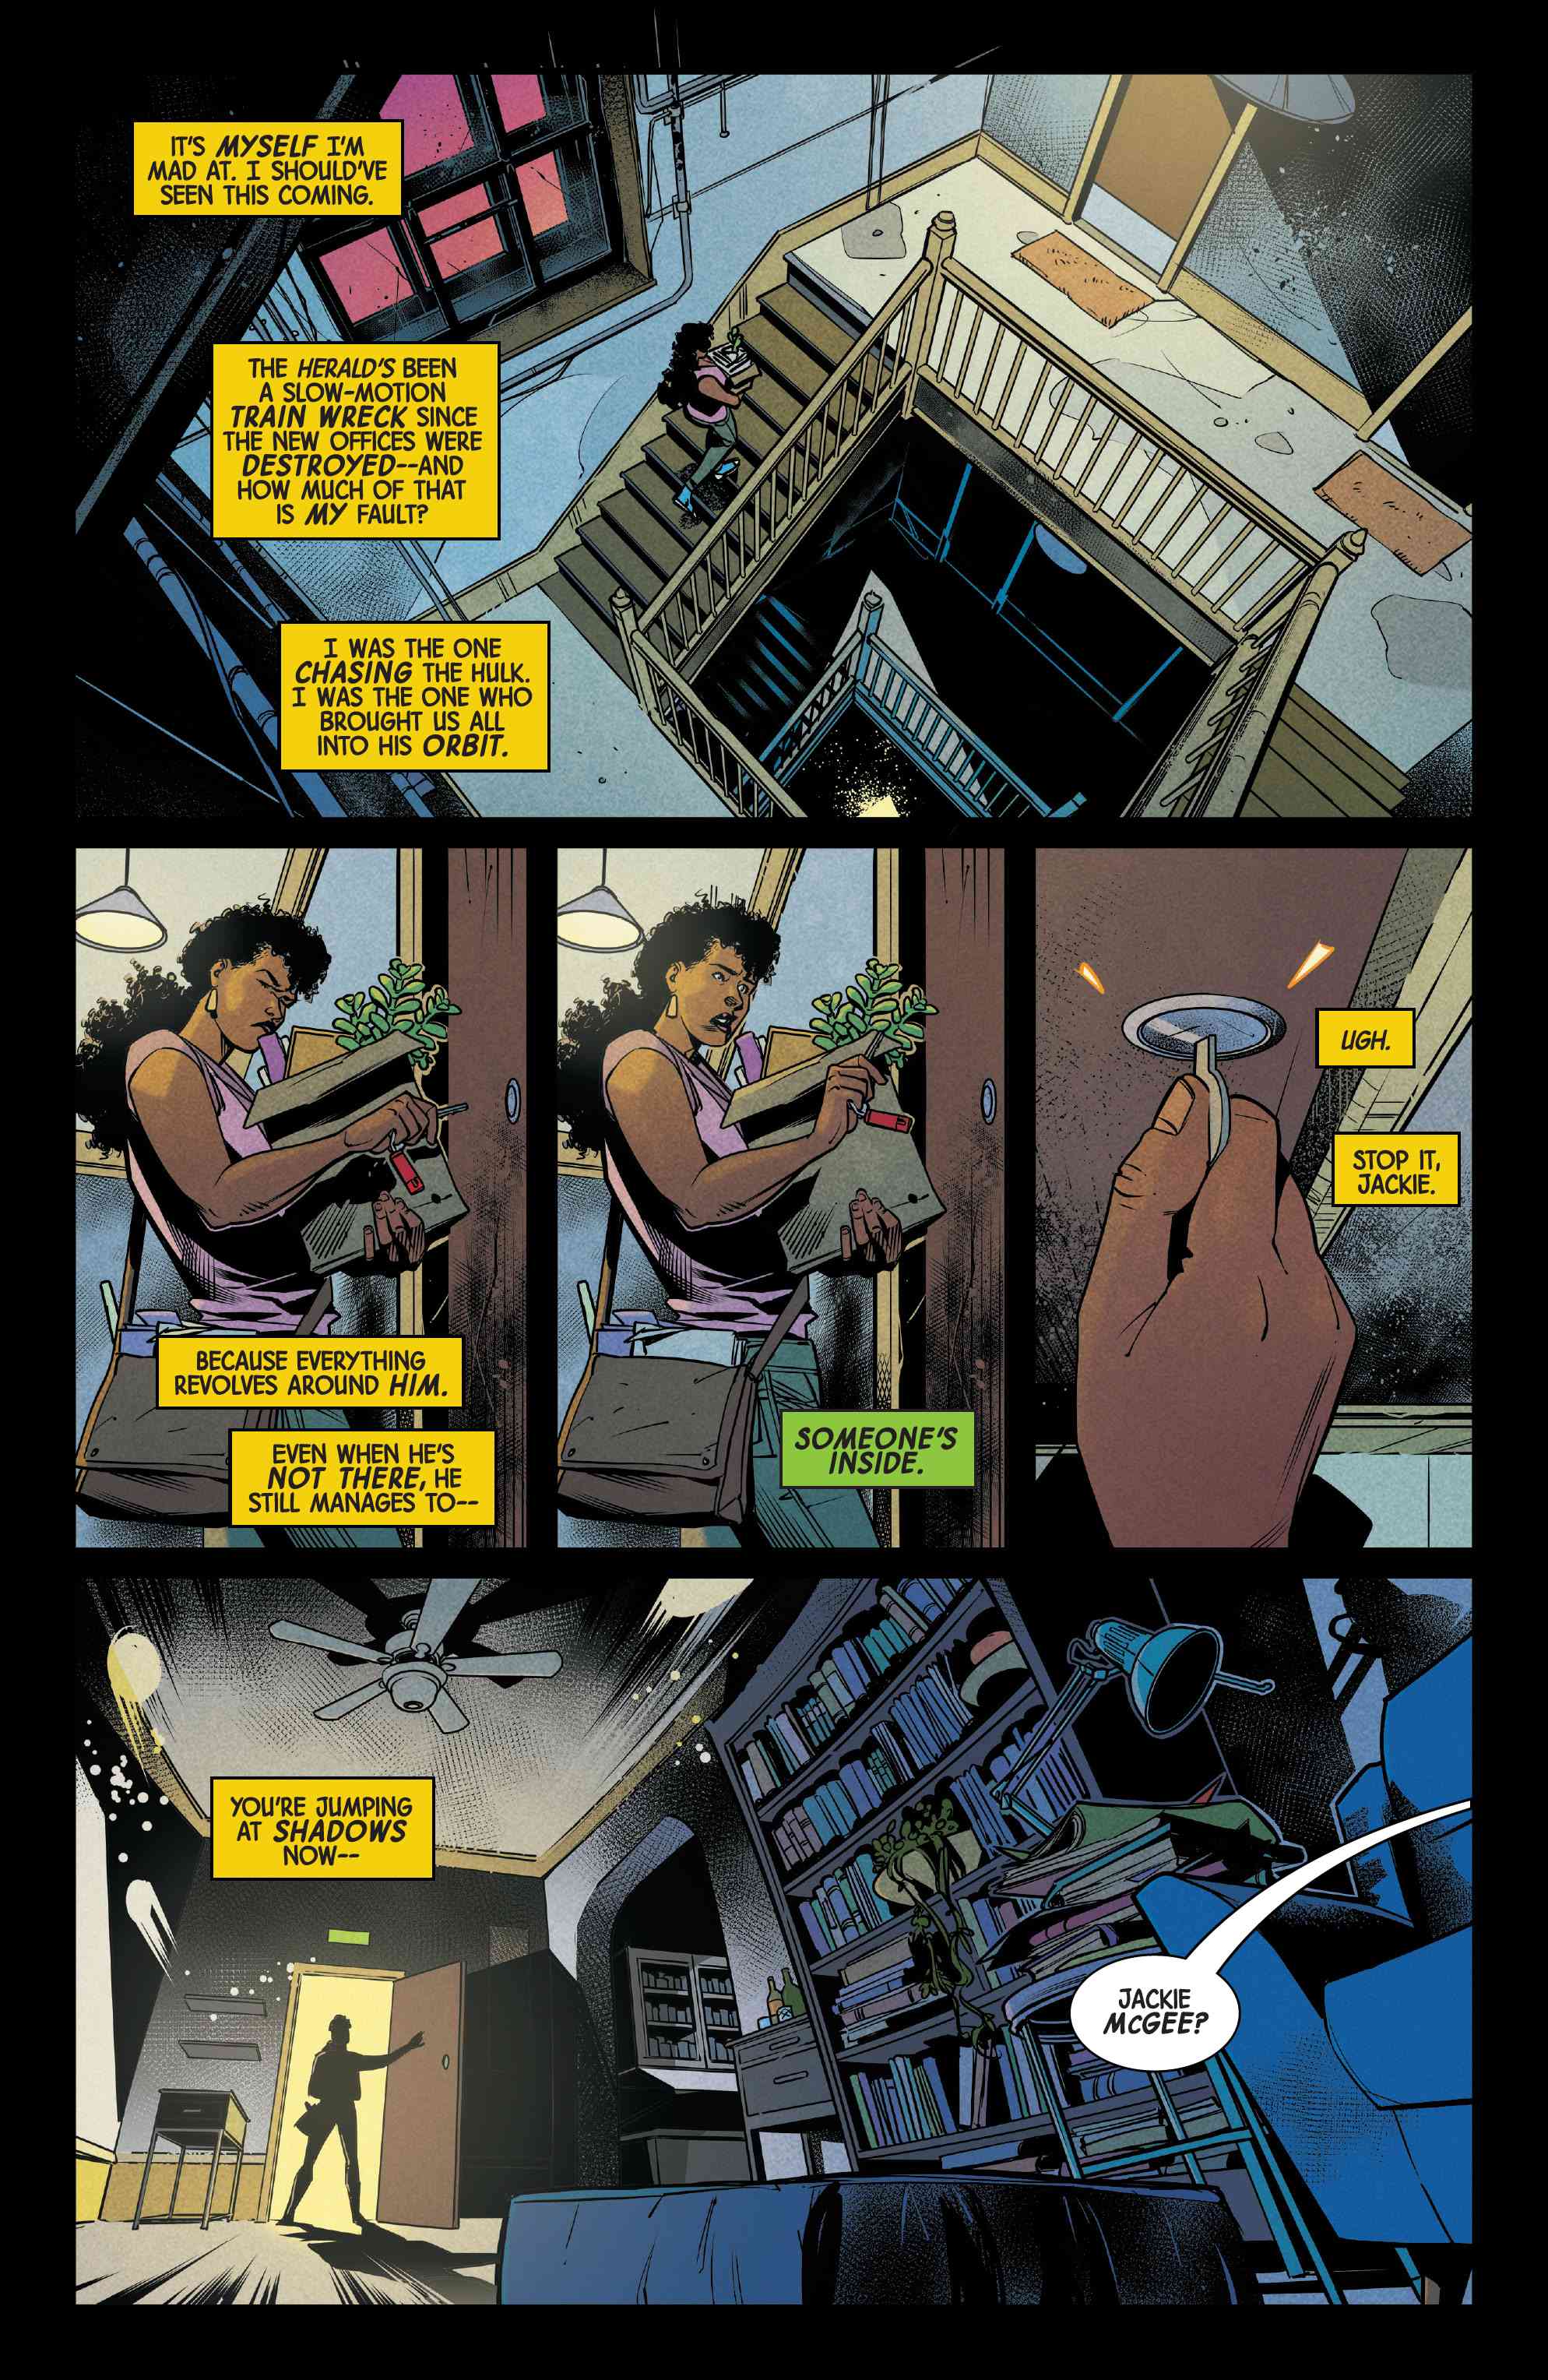 IT'S MYSELF I'M
MAD AT. I SHOULD'VE
SEEN THIS COMING.
THE HERALD'S BEEN
A SLOW-MOTION
TRAIN WRECK SINCE
THE NEW OFFICES WERE
DESTROYED--AND
HOW MUCH OF THAT
IS MY FAULT?
I WAS THE ONE
CHASING THE HULK.
I WAS THE ONE WHO
BROUGHT US ALL
INTO HIS ORBIT.
BECAUSE EVERYTHING
REVOLVES AROUND HIM.
EVEN WHEN HE'S
NOT THERE, HE
STILL MANAGES TO--
SOMEONE'S
INSIDE.
UGH.
STOP IT,
JACKIE.
YOU'RE JUMPING
AT SHADOWS
NOW--
JACKIE
McGEE?